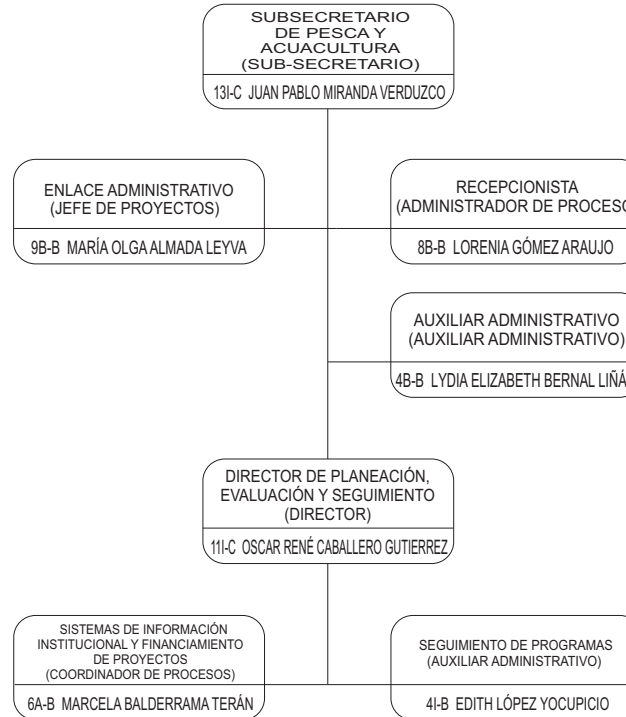 SUBSECRETARIO
DE PESCA Y
ACUACULTURA
(SUB-SECRETARIO)
13I-C JUAN PABLO MIRANDA VERDUZCO
ENLACE ADMINISTRATIVO
(JEFE DE PROYECTOS)
9B-B MARÍA OLGA ALMADA LEYVA
RECEPCIONISTA
(ADMINISTRADOR DE PROCESO
8B-B LORENIA GÓMEZ ARAUJO
AUXILIAR ADMINISTRATIVO
(AUXILIAR ADMINISTRATIVO)
4B-B LYDIA ELIZABETH BERNAL LIÑÁ
DIRECTOR DE PLANEACIÓN,
EVALUACIÓN Y SEGUIMIENTO
(DIRECTOR)
11I-C OSCAR RENÉ CABALLERO GUTIERREZ
SISTEMAS DE INFORMACIÓN
INSTITUCIONAL Y FINANCIAMIENTO
DE PROYECTOS
(COORDINADOR DE PROCESOS)
6A-B MARCELA BALDERRAMA TERÁN
SEGUIMIENTO DE PROGRAMAS
(AUXILIAR ADMINISTRATIVO)
4I-B EDITH LÓPEZ YOCUPICIO